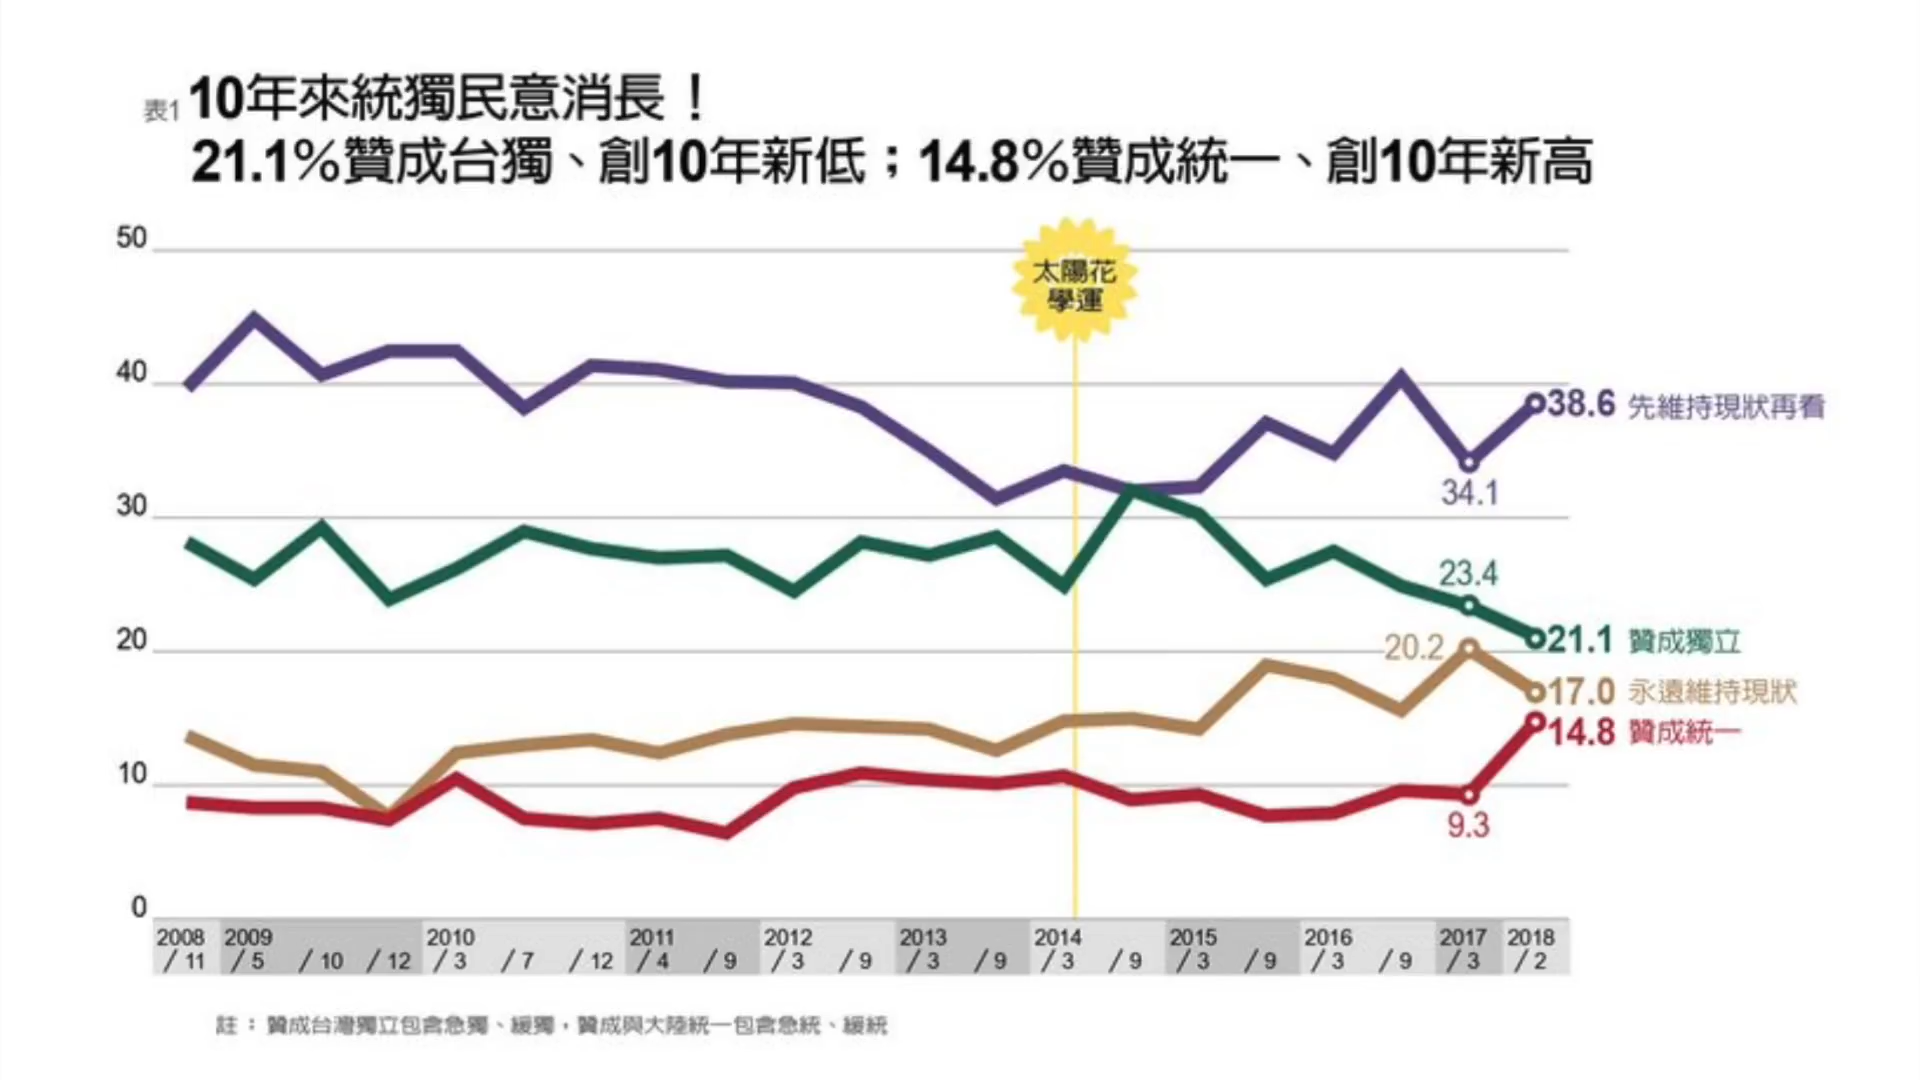 表1 10年來統獨民意消長！
21.1%贊成台獨、創10年新低；14.8%贊成統一、創10年新高
太陽花
學運
50
40
30
20
10
0
38.6 先維持現狀再看
34.1
23.4
21.1 贊成獨立
20.2
17.0 永遠維持現狀
14.8 贊成統一
9.3
2008 2009 2010 2011 2012 2013 2014 2015 2016 2017 2018
/ 11 / 5 / 10 / 12 / 3 / 7 / 12 / 4 / 9 / 3 / 9 / 3 / 9 / 3 / 9 / 3 / 9 / 3 / 9 / 3 / 2
註：贊成台灣獨立包含急獨、緩獨，贊成與大陸統一包含急統、緩統